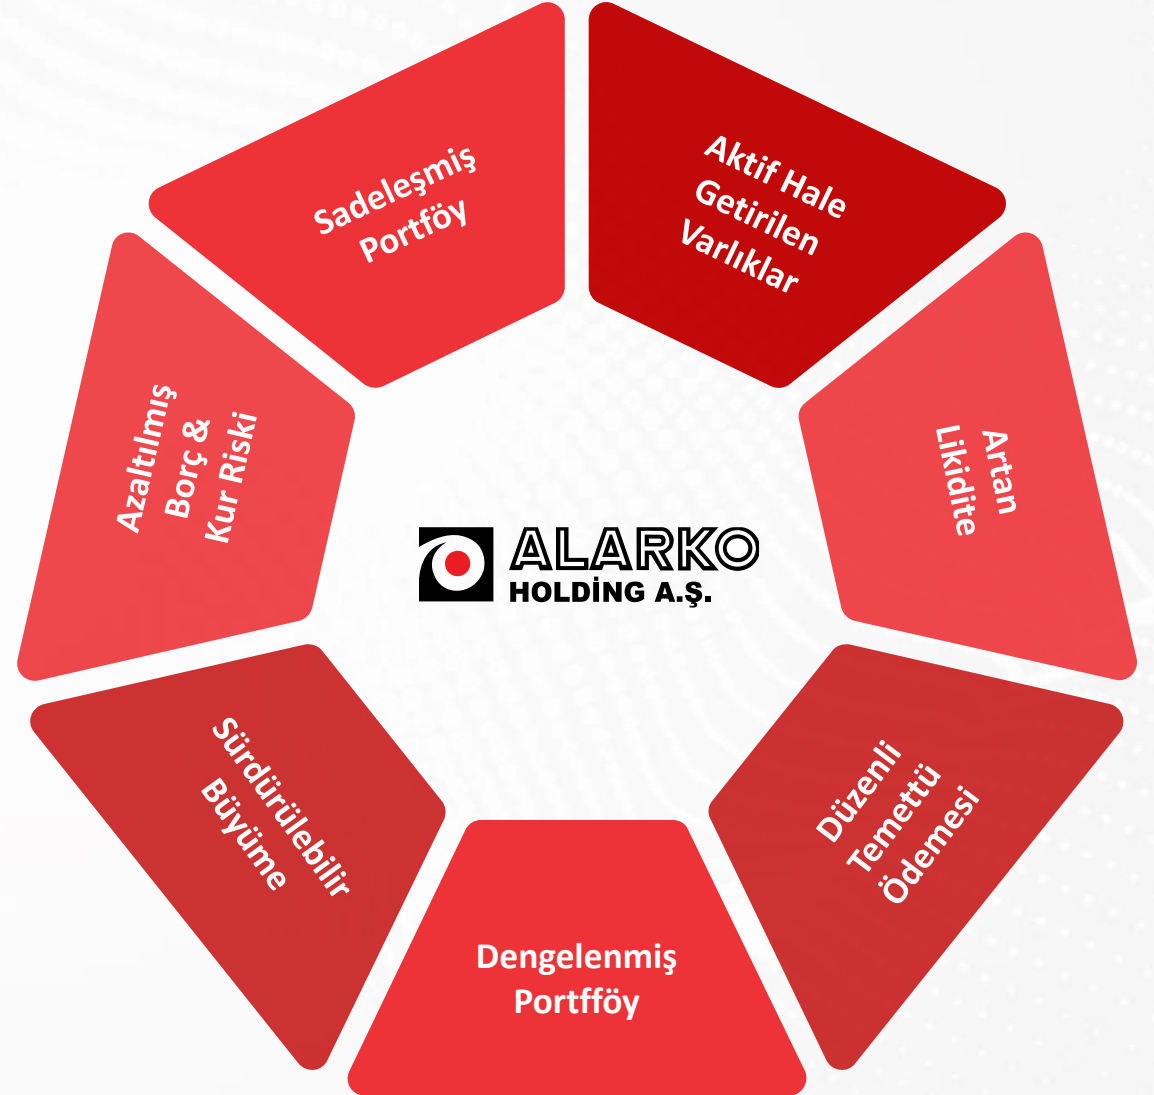 Sadeleşmiş
Portföy
Aktif Hale
Getirilen
Varlıklar
Azaltılmış
Borç &
Kur Riski
Artan
Likidite
ALARKO
HOLDİNG A.Ş.
Sürdürülebilir
Büyüme
Düzenli
Temettü
Ödemesi
Dengelenmiş
Portfföy